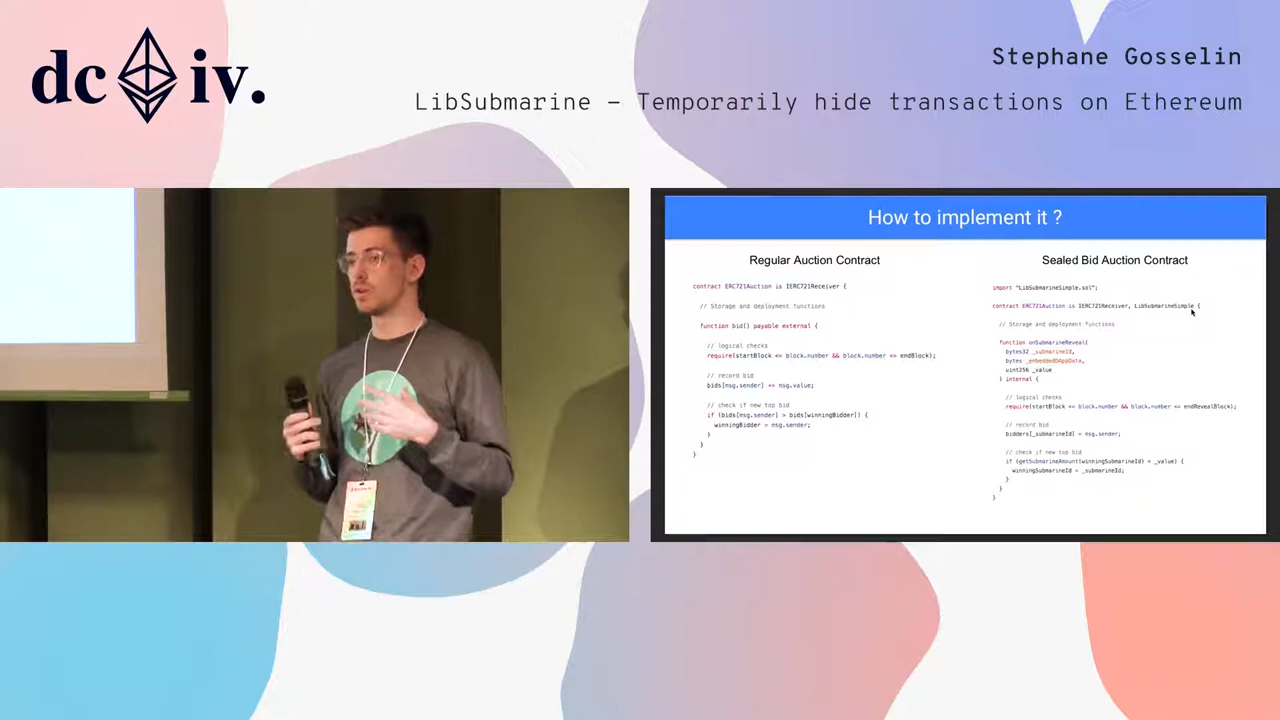 dc iv.
Stephane Gosselin
LibSubmarine – Temporarily hide transactions on Ethereum
How to implement it ?
Regular Auction Contract
contract ERC721Auction is IERC721Receiver {
// Storage and deployment functions
function bid() payable external {
// logical checks
require(startBlock <= block.number && block.number <= endBlock);
// record bid
bids[msg.sender] += msg.value;
// check if new top bid
if (bids[msg.sender] > bids[winningBidder]) {
winningBidder = msg.sender;
}
}
}
Sealed Bid Auction Contract
import "LibSubmarineSimple.sol";
contract ERC721Auction is IERC721Receiver, LibSubmarineSimple {
// Storage and deployment functions
function onSubmarineReveal(
bytes32 _submarineId,
bytes _embeddedDAppData,
uint256 _value
) internal {
// logical checks
require(startBlock <= block.number && block.number <= endRevealBlock);
// record bid
bidders[_submarineId] = msg.sender;
// check if new top bid
if (getSubmarineAmount(winningSubmarineId) < _value) {
winningSubmarineId = _submarineId;
}
}
}